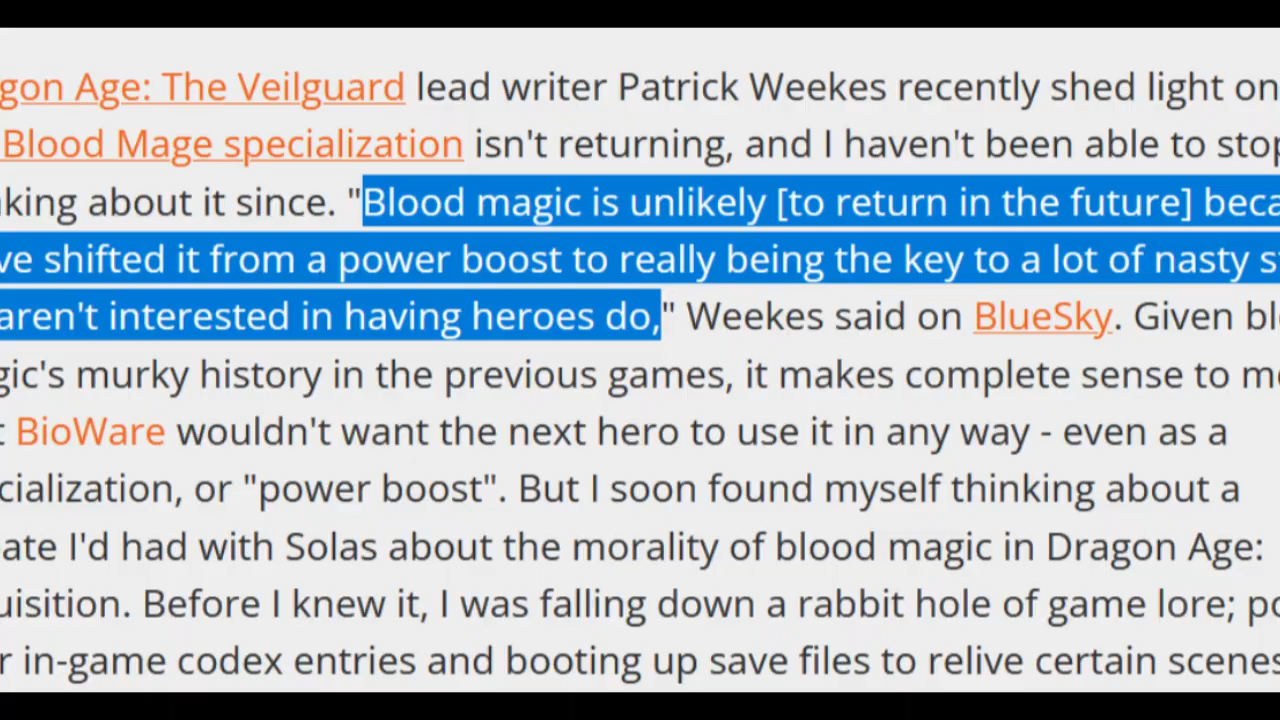 gon Age: The Veilguard lead writer Patrick Weekes recently shed light on
Blood Mage specialization isn't returning, and I haven't been able to stop
king about it since. "Blood magic is unlikely [to return in the future] beca
ve shifted it from a power boost to really being the key to a lot of nasty s
aren't interested in having heroes do," Weekes said on BlueSky. Given bl
gic's murky history in the previous games, it makes complete sense to me
t BioWare wouldn't want the next hero to use it in any way - even as a
cialization, or "power boost". But I soon found myself thinking about a
ate I'd had with Solas about the morality of blood magic in Dragon Age:
uisition. Before I knew it, I was falling down a rabbit hole of game lore; po
r in-game codex entries and booting up save files to relive certain scenes